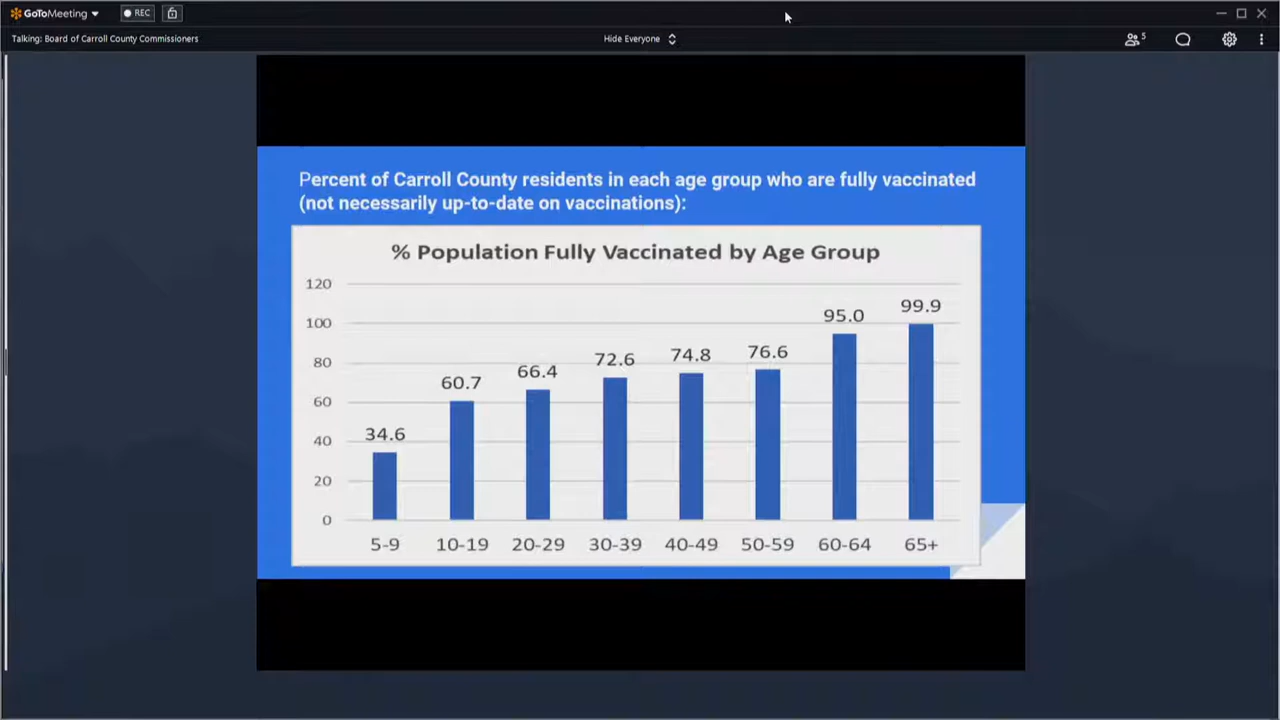 GoToMeeting
REC
Talking: Board of Carroll County Commissioners
Hide Everyone
5
Percent of Carroll County residents in each age group who are fully vaccinated
(not necessarily up-to-date on vaccinations):
% Population Fully Vaccinated by Age Group
120
100
80
60
40
20
0
34.6
60.7
66.4
72.6
74.8
76.6
95.0
99.9
5-9 10-19 20-29 30-39 40-49 50-59 60-64 65+